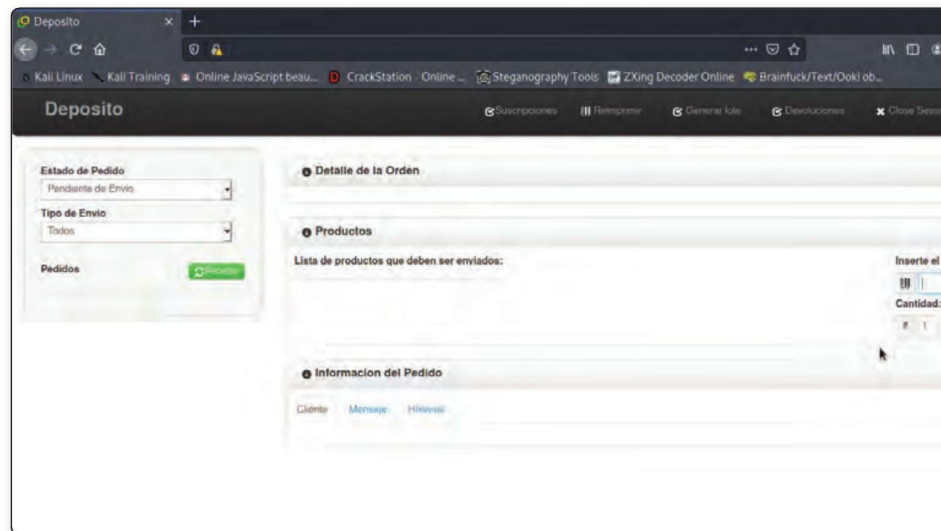 Deposito
Kali Linux Kali Training Online JavaScript beau... CrackStation - Online ... Steganography Tools ZXing Decoder Online Brainfuck/Text/Ook! ob...
Deposito Suscripciones Reimprimir Generar lote Devoluciones Close Sess
Estado de Pedido
Pendiente de Envio
Tipo de Envio
Todos
Pedidos
Detalle de la Orden
Productos
Lista de productos que deben ser enviados:
Inserte el
Cantidad:
# 1
Informacion del Pedido
Cliente Mensaje Historial